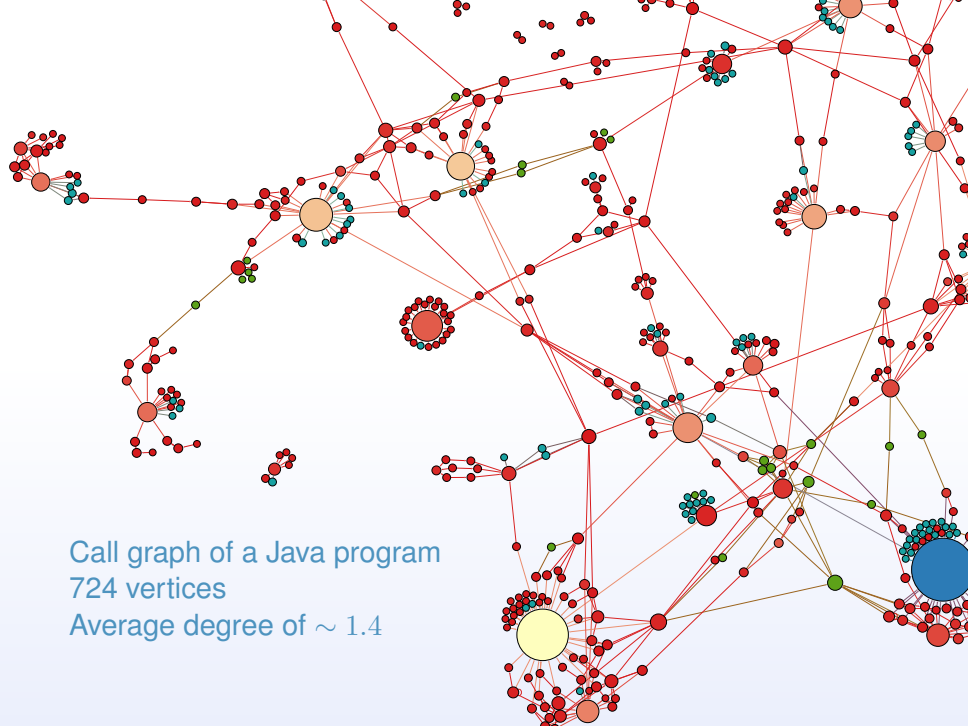 Call graph of a Java program
724 vertices
Average degree of ∼ 1.4